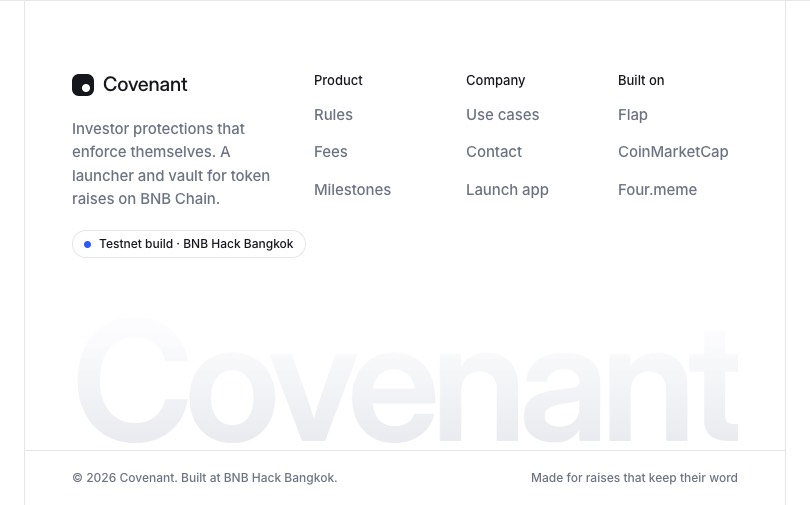 Covenant
Investor protections that
enforce themselves. A
launcher and vault for token
raises on BNB Chain.
Testnet build · BNB Hack Bangkok
Product
Rules
Fees
Milestones
Company
Use cases
Contact
Launch app
Built on
Flap
CoinMarketCap
Four.meme
Covenant
© 2026 Covenant. Built at BNB Hack Bangkok.
Made for raises that keep their word